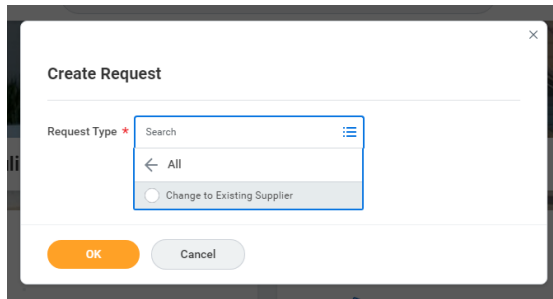 Create Request
Request Type *
Search
All
Change to Existing Supplier
OK
Cancel